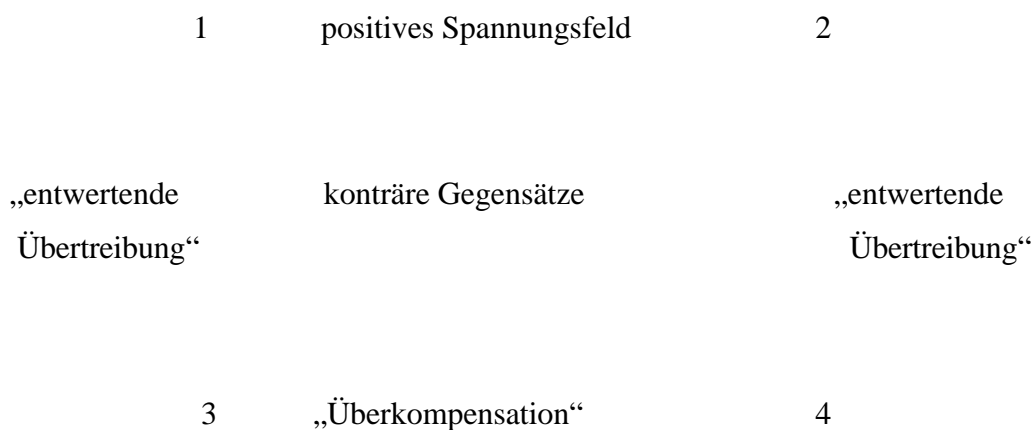 1 positives Spannungsfeld 2
„entwertende konträre Gegensätze „entwertende
Übertreibung“ Übertreibung“
3 „Überkompensation“ 4